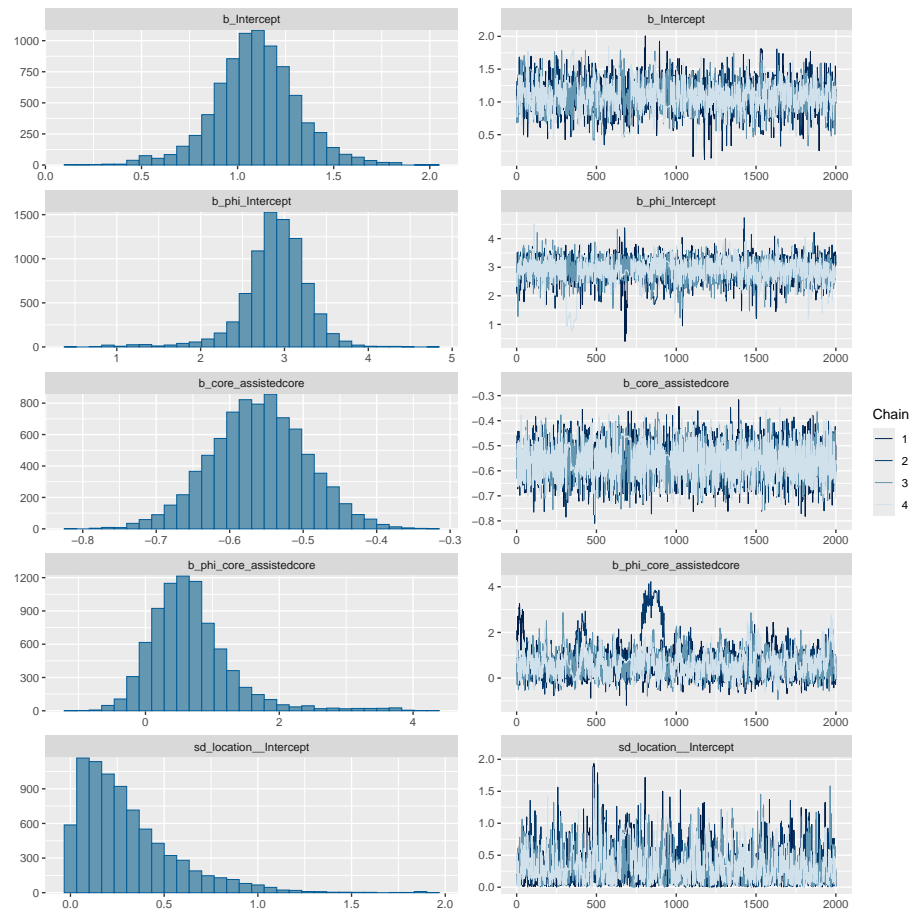 b_Intercept
1000
750
500
250
0
0.0 0.5 1.0 1.5 2.0
b_Intercept
2.0
1.5
1.0
0.5
0 500 1000 1500 2000
b_phi_Intercept
1500
1000
500
0
1 2 3 4 5
b_phi_Intercept
4
3
2
1
0 500 1000 1500 2000
b_core_assistedcore
800
600
400
200
0
−0.8 −0.7 −0.6 −0.5 −0.4 −0.3
b_core_assistedcore
−0.3
−0.4
−0.5
−0.6
−0.7
−0.8
0 500 1000 1500 2000
b_phi_core_assistedcore
1200
900
600
300
0
0 2 4
b_phi_core_assistedcore
4
2
0
0 500 1000 1500 2000
sd_location__Intercept
900
600
300
0
0.0 0.5 1.0 1.5 2.0
sd_location__Intercept
2.0
1.5
1.0
0.5
0.0
0 500 1000 1500 2000
Chain
1
2
3
4